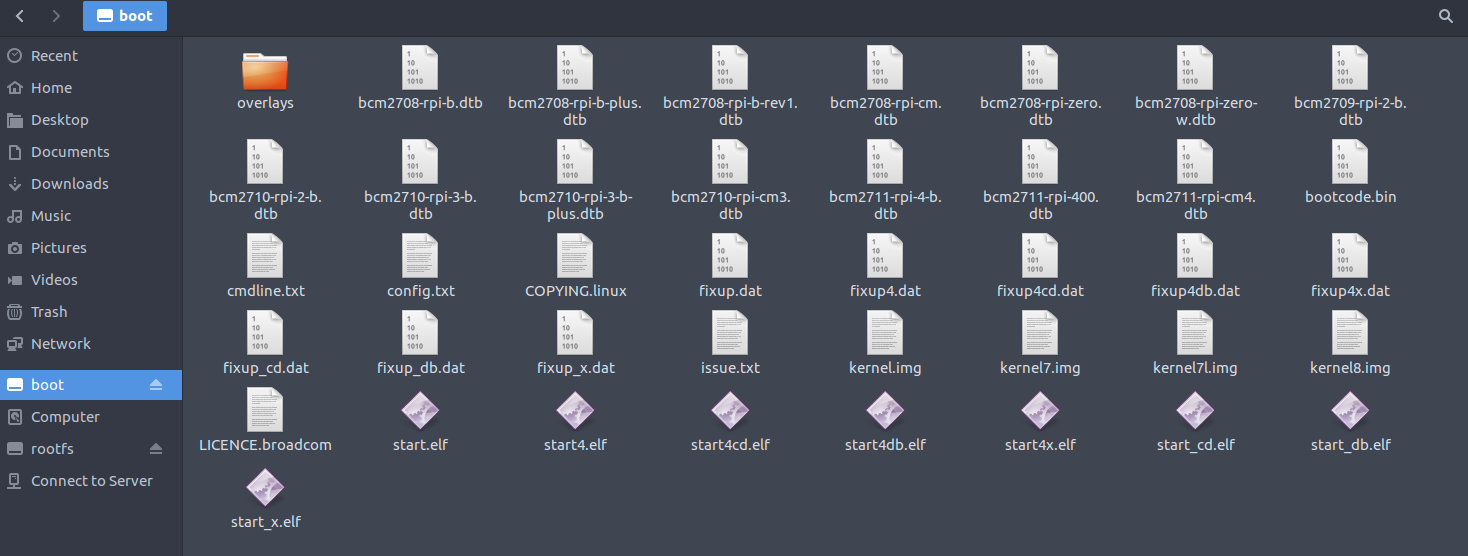 boot
Recent
Home
Desktop
Documents
Downloads
Music
Pictures
Videos
Trash
Network
boot
Computer
rootfs
Connect to Server
overlays
bcm2708-rpi-b.dtb
bcm2708-rpi-b-plus.
dtb
bcm2708-rpi-b-rev1.
dtb
bcm2708-rpi-cm.
dtb
bcm2708-rpi-zero.
dtb
bcm2708-rpi-zero-
w.dtb
bcm2709-rpi-2-b.
dtb
bcm2710-rpi-2-b.
dtb
bcm2710-rpi-3-b.
dtb
bcm2710-rpi-3-b-
plus.dtb
bcm2710-rpi-cm3.
dtb
bcm2711-rpi-4-b.
dtb
bcm2711-rpi-400.
dtb
bcm2711-rpi-cm4.
dtb
bootcode.bin
cmdline.txt
config.txt
COPYING.linux
fixup.dat
fixup4.dat
fixup4cd.dat
fixup4db.dat
fixup4x.dat
fixup_cd.dat
fixup_db.dat
fixup_x.dat
issue.txt
kernel.img
kernel7.img
kernel7l.img
kernel8.img
LICENCE.broadcom
start.elf
start4.elf
start4cd.elf
start4db.elf
start4x.elf
start_cd.elf
start_db.elf
start_x.elf